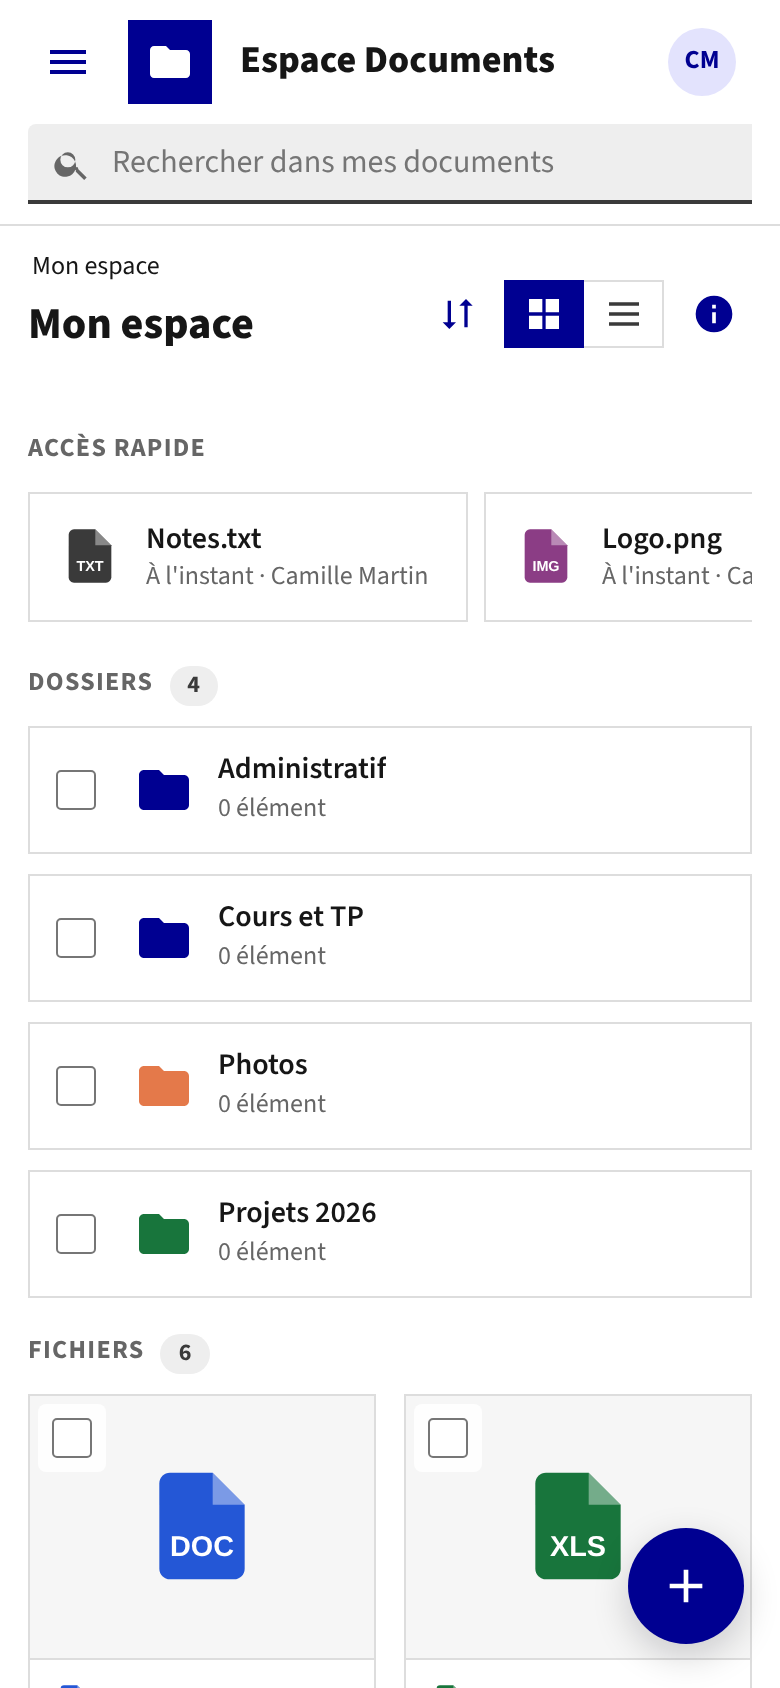 Espace Documents
CM
Rechercher dans mes documents
Mon espace
Mon espace
ACCÈS RAPIDE
TXT
Notes.txt
À l'instant · Camille Martin
IMG
Logo.png
À l'instant · Ca
DOSSIERS 4
Administratif
0 élément
Cours et TP
0 élément
Photos
0 élément
Projets 2026
0 élément
FICHIERS 6
DOC
XLS